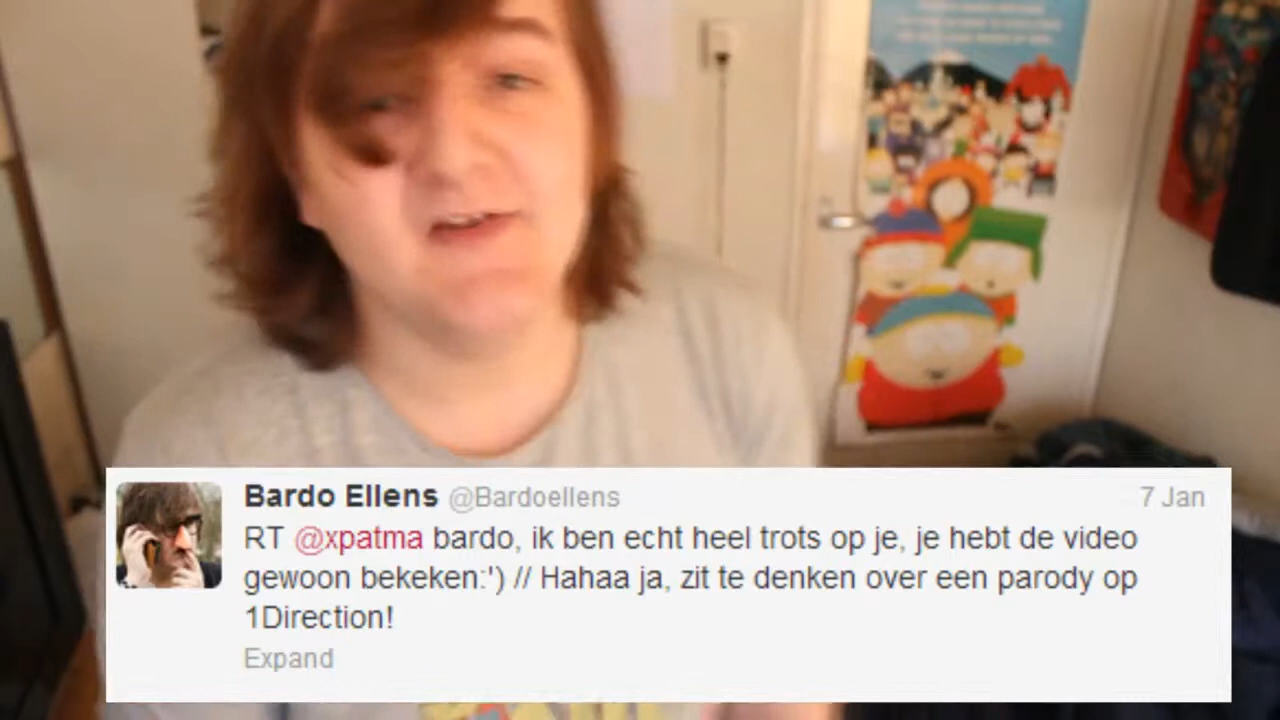 Bardo Ellens @Bardoellens 7 Jan
RT @xpatma bardo, ik ben echt heel trots op je, je hebt de video
gewoon bekeken:') // Hahaa ja, zit te denken over een parody op
1Direction!
Expand